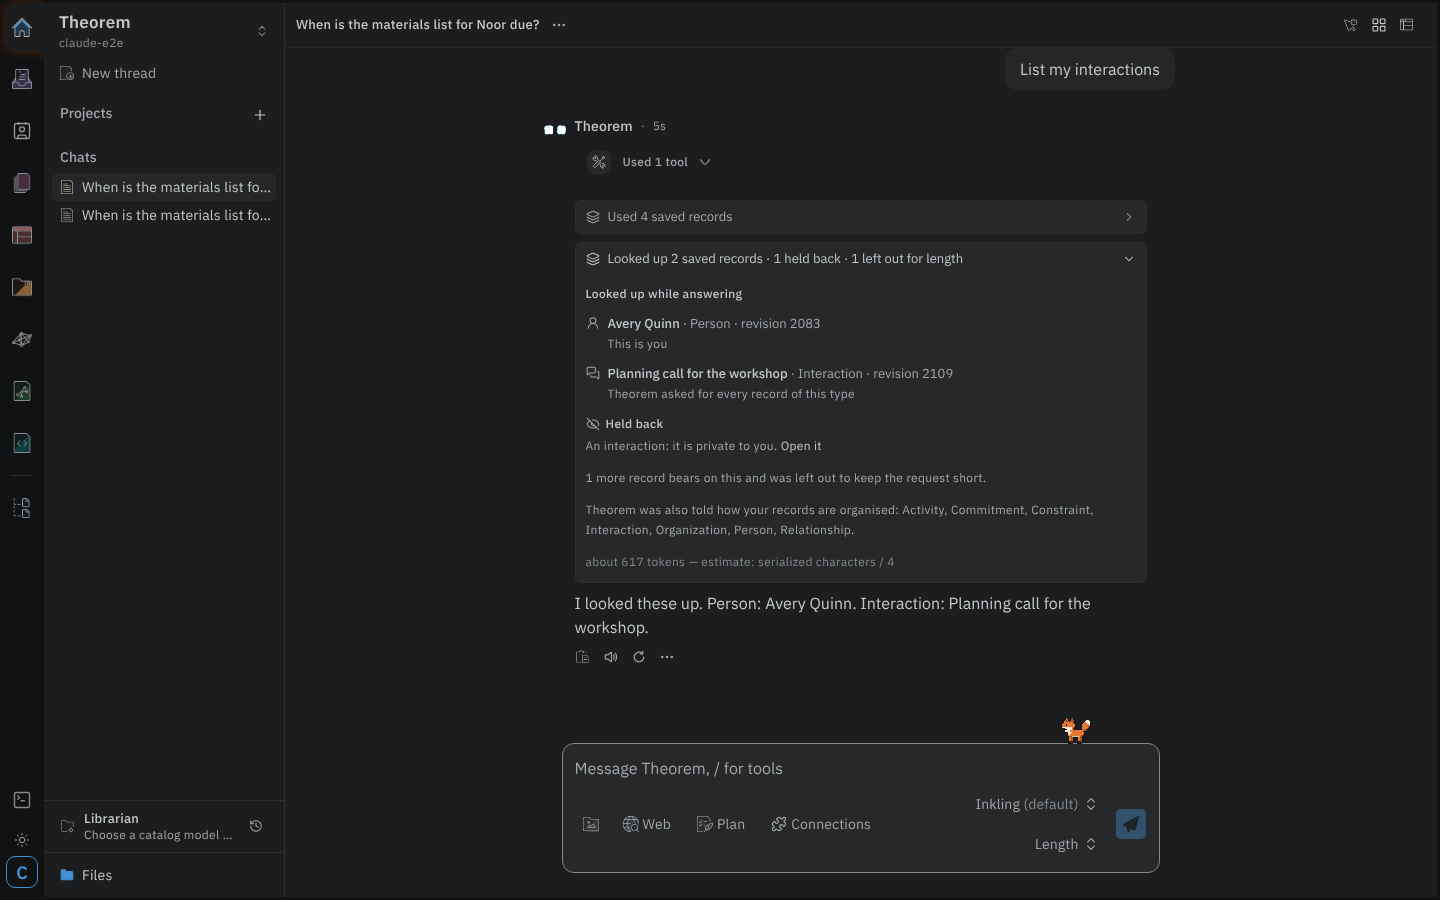 Theorem
claude-e2e
New thread
Projects
Chats
When is the materials list fo...
When is the materials list fo...
Librarian
Choose a catalog model ...
C
Files
When is the materials list for Noor due?
List my interactions
Theorem · 5s
Used 1 tool
Used 4 saved records
Looked up 2 saved records · 1 held back · 1 left out for length
Looked up while answering
Avery Quinn · Person · revision 2083
This is you
Planning call for the workshop · Interaction · revision 2109
Theorem asked for every record of this type
Held back
An interaction: it is private to you. Open it
1 more record bears on this and was left out to keep the request short.
Theorem was also told how your records are organised: Activity, Commitment, Constraint,
Interaction, Organization, Person, Relationship.
about 617 tokens — estimate: serialized characters / 4
I looked these up. Person: Avery Quinn. Interaction: Planning call for the
workshop.
Message Theorem, / for tools
Inkling (default)
Web
Plan
Connections
Length